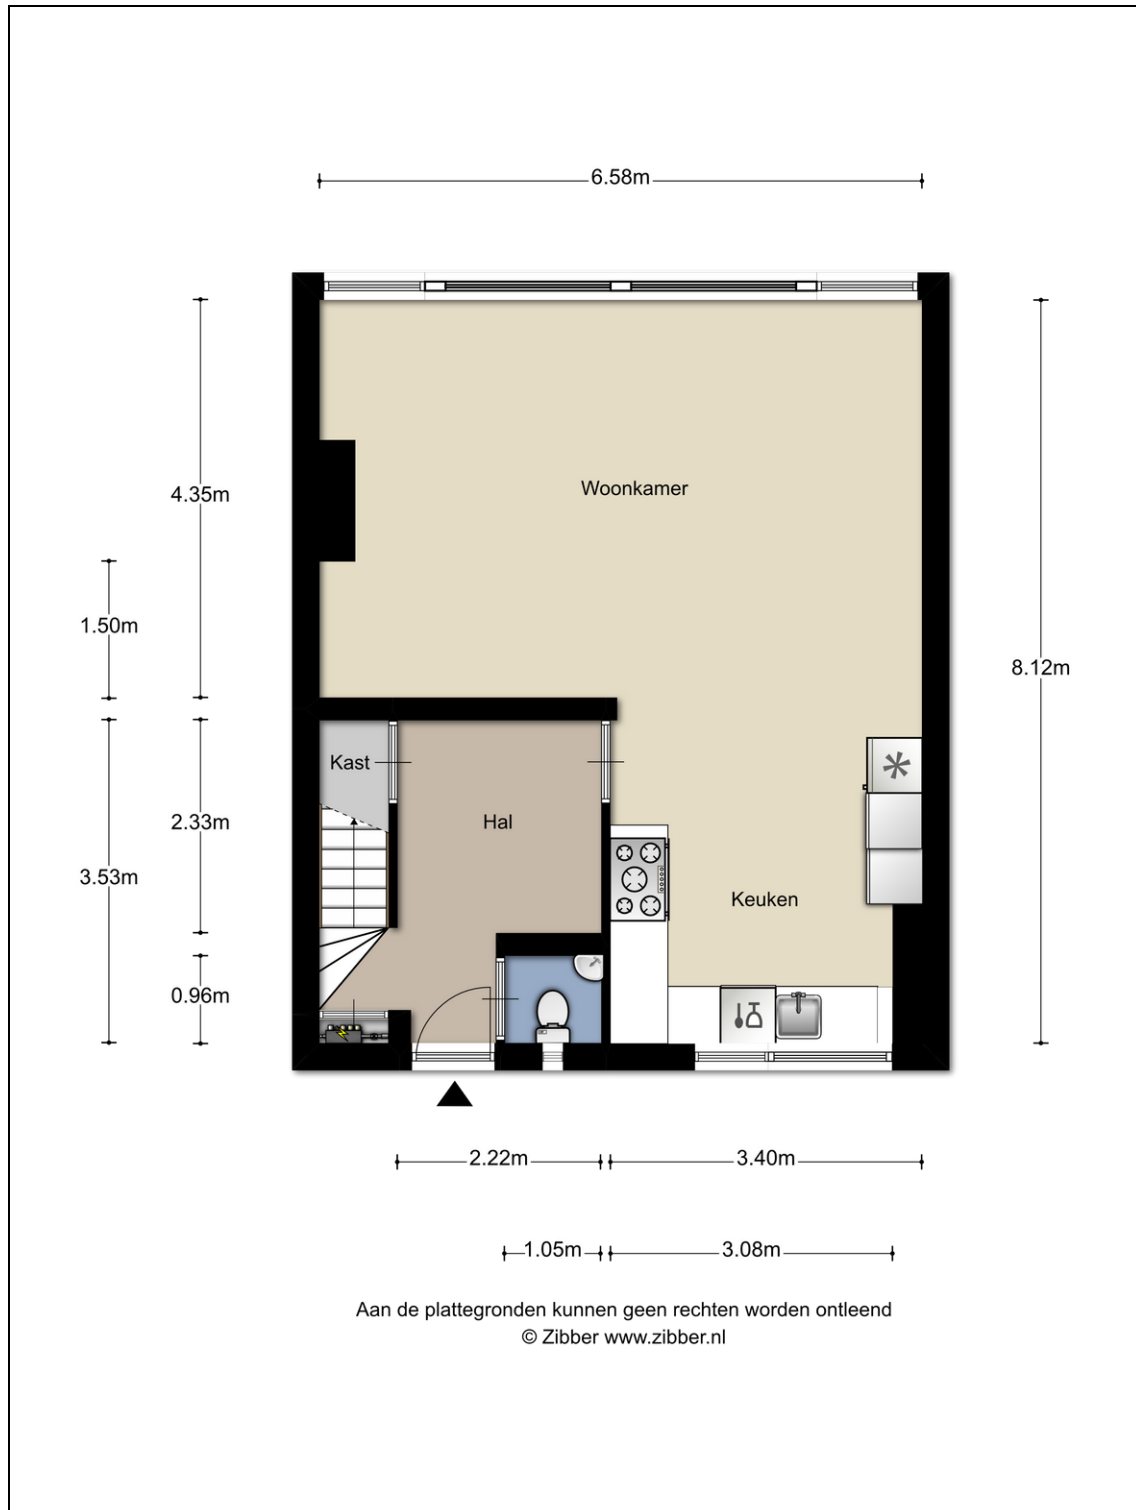 6.58m
4.35m
Woonkamer
1.50m
8.12m
Kast
2.33m
Hal
3.53m
Keuken
0.96m
2.22m
3.40m
1.05m
3.08m
Aan de plattegronden kunnen geen rechten worden ontleend
© Zibber www.zibber.nl